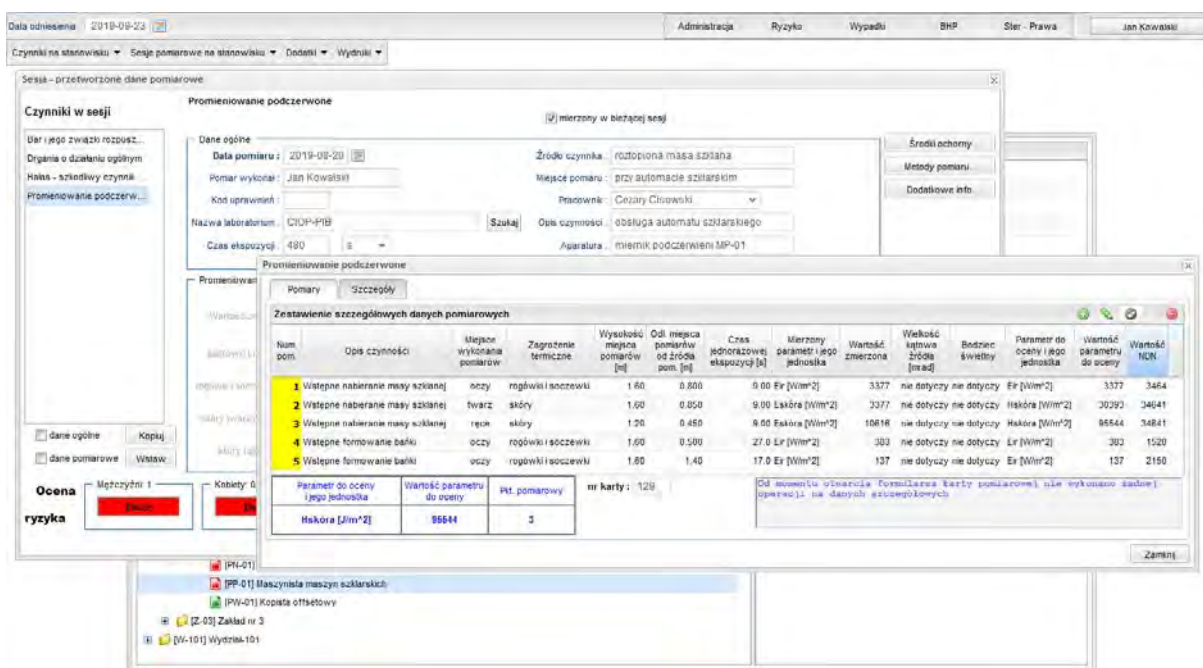 Data odniesienia 2019-09-23
Administracja Ryzyko Wypadki BHP Ster - Prawa Jan Kowalski
Czynniki na stanowisku Sesje pomiarowe na stanowisku Dodatki Wydruki
Sesja - przetworzone dane pomiarowe
Czynniki w sesji
Bar i jego związki rozpusz...
Drgania o działaniu ogólnym
Hałas - szkodliwy czynnik
Promieniowanie podczerw...
Promieniowanie podczerwone
mierzony w bieżącej sesji
Dane ogólne
Data pomiaru : 2019-08-20
Pomiar wykonał : Jan Kowalski
Kod uprawnień :
Nazwa laboratorium : CIOP-PIB Szukaj
Czas ekspozycji : 480 s
Źródło czynnika : roztopiona masa szklana
Miejsce pomiaru : przy automacie szklarskim
Pracownik : Cezary Cisowski
Opis czynności : obsługa automatu szklarskiego
Aparatura : miernik podczerwieni MP-01
Środki ochorny
Metody pomiaru
Dodatkowe info
Promieniowan
Promieniowanie podczerwone
Pomiary Szczegóły
Zestawienie szczegółowych danych pomiarowych
Num. pom. Opis czynności Miejsce wykonania pomiarów Zagrożenie termiczne Wysokość miejsca pomiarów [m] Odl. miejsca pomiarów od źródła pom. [m] Czas jednorazowej ekspozycji [s] Mierzony parametr i jego jednostka Wartość zmierzona Wielkość kątowa źródła [mrad] Bodziec świetlny Parametr do oceny i jego jednostka Wartość parametru do oceny Wartość NDN
1 Wstępne nabieranie masy szklanej oczy rogówki i soczewki 1.60 0.800 9.00 Eir [W/m^2] 3377 nie dotyczy nie dotyczy Eir [W/m^2] 3377 3464
2 Wstępne nabieranie masy szklanej twarz skóry 1.60 0.850 9.00 Eskóra [W/m^2] 3377 nie dotyczy nie dotyczy Hskóra [W/m^2] 30393 34641
3 Wstępne nabieranie masy szklanej ręce skóry 1.20 0.450 9.00 Eskóra [W/m^2] 10616 nie dotyczy nie dotyczy Hskóra [W/m^2] 95544 34641
4 Wstępne formowanie bańki oczy rogówki i soczewki 1.60 0.500 27.0 Eir [W/m^2] 383 nie dotyczy nie dotyczy Eir [W/m^2] 383 1520
5 Wstępne formowanie bańki oczy rogówki i soczewki 1.60 1.40 17.0 Eir [W/m^2] 137 nie dotyczy nie dotyczy Eir [W/m^2] 137 2150
Parametr do oceny i jego jednostka Wartość parametru do oceny Pkt. pomiarowy
Hskóra [J/m^2] 95544 3
nr karty : 129
Od momentu otwarcia formularza karty pomiarowej nie wykonano żadnej
operacji na danych szczegółowych
Zamknij
dane ogólne Kopiuj
dane pomiarowe Wstaw
Ocena ryzyka
Mężczyźni: 1
Kobiety: 0
[PN-01]
[PP-01] Maszynista maszyn szklarskich
[PW-01] Kopista offsetowy
[Z-03] Zakład nr 3
[W-101] Wydział-101